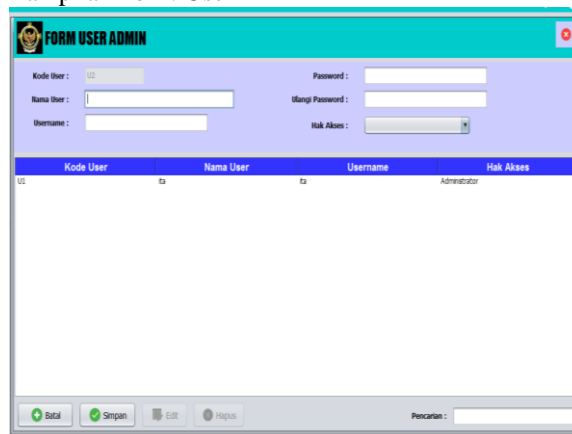 FORM USER ADMIN
Kode User : U2 Password :
Nama User : Ulangi Password :
Username : Hak Akses :
Kode User Nama User Username Hak Akses
U1 ita ita Administrator
Batal Simpan Edit Hapus Pencarian :